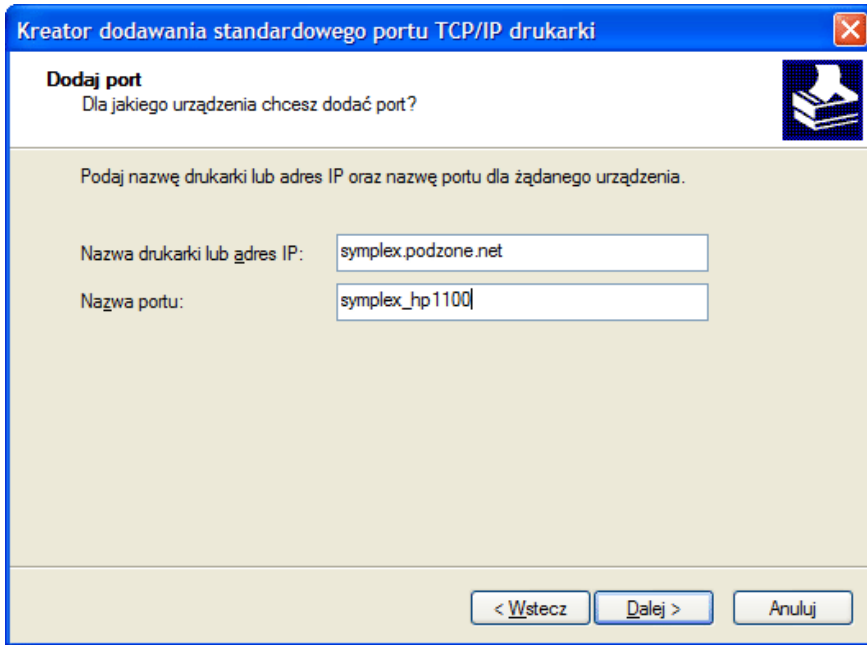 Kreator dodawania standardowego portu TCP/IP drukarki
Dodaj port
Dla jakiego urządzenia chcesz dodać port?
Podaj nazwę drukarki lub adres IP oraz nazwę portu dla żądanego urządzenia.
Nazwa drukarki lub adres IP: symplex.podzone.net
Nazwa portu: symplex_hp1100
< Wstecz Dalej > Anuluj